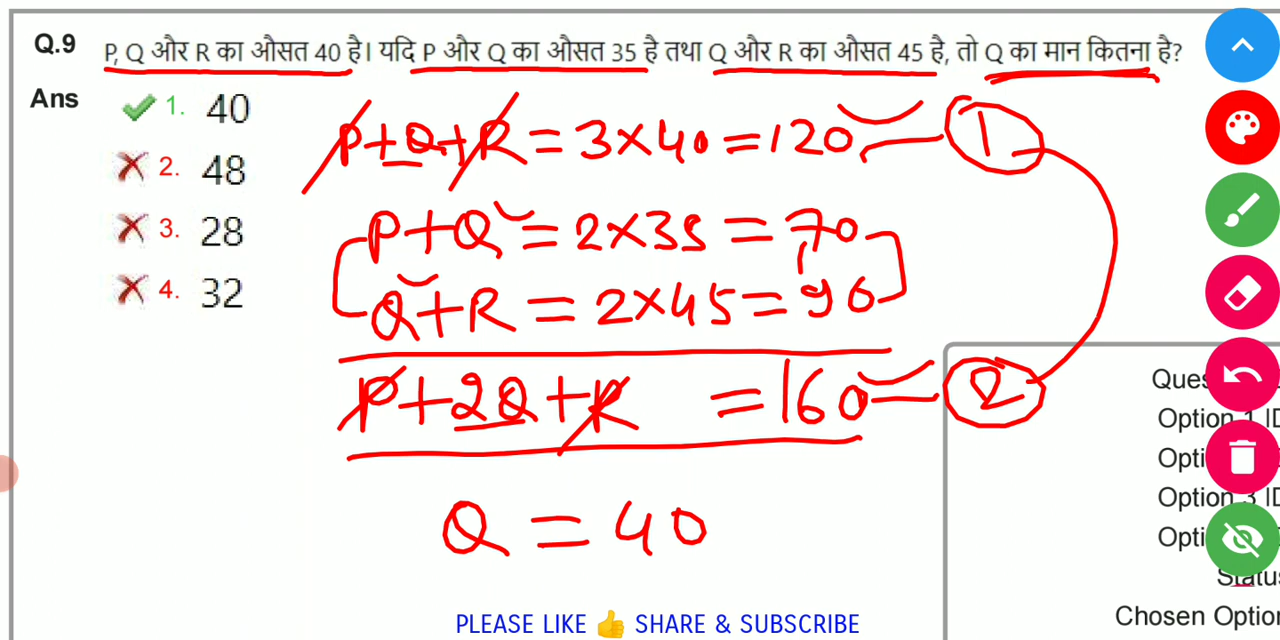 Q.9 P, Q और R का औसत 40 है। यदि P और Q का औसत 35 है तथा Q और R का औसत 45 है, तो Q का मान कितना है?
Ans
1. 40
2. 48
3. 28
4. 32
P+Q+R = 3×40 = 120 1
P+Q = 2×35 = 70
Q+R = 2×45 = 90
P+2Q+R = 160 2
Q = 40
Option 1 ID
Option 3 ID
Status
Chosen Option
PLEASE LIKE 👍 SHARE & SUBSCRIBE